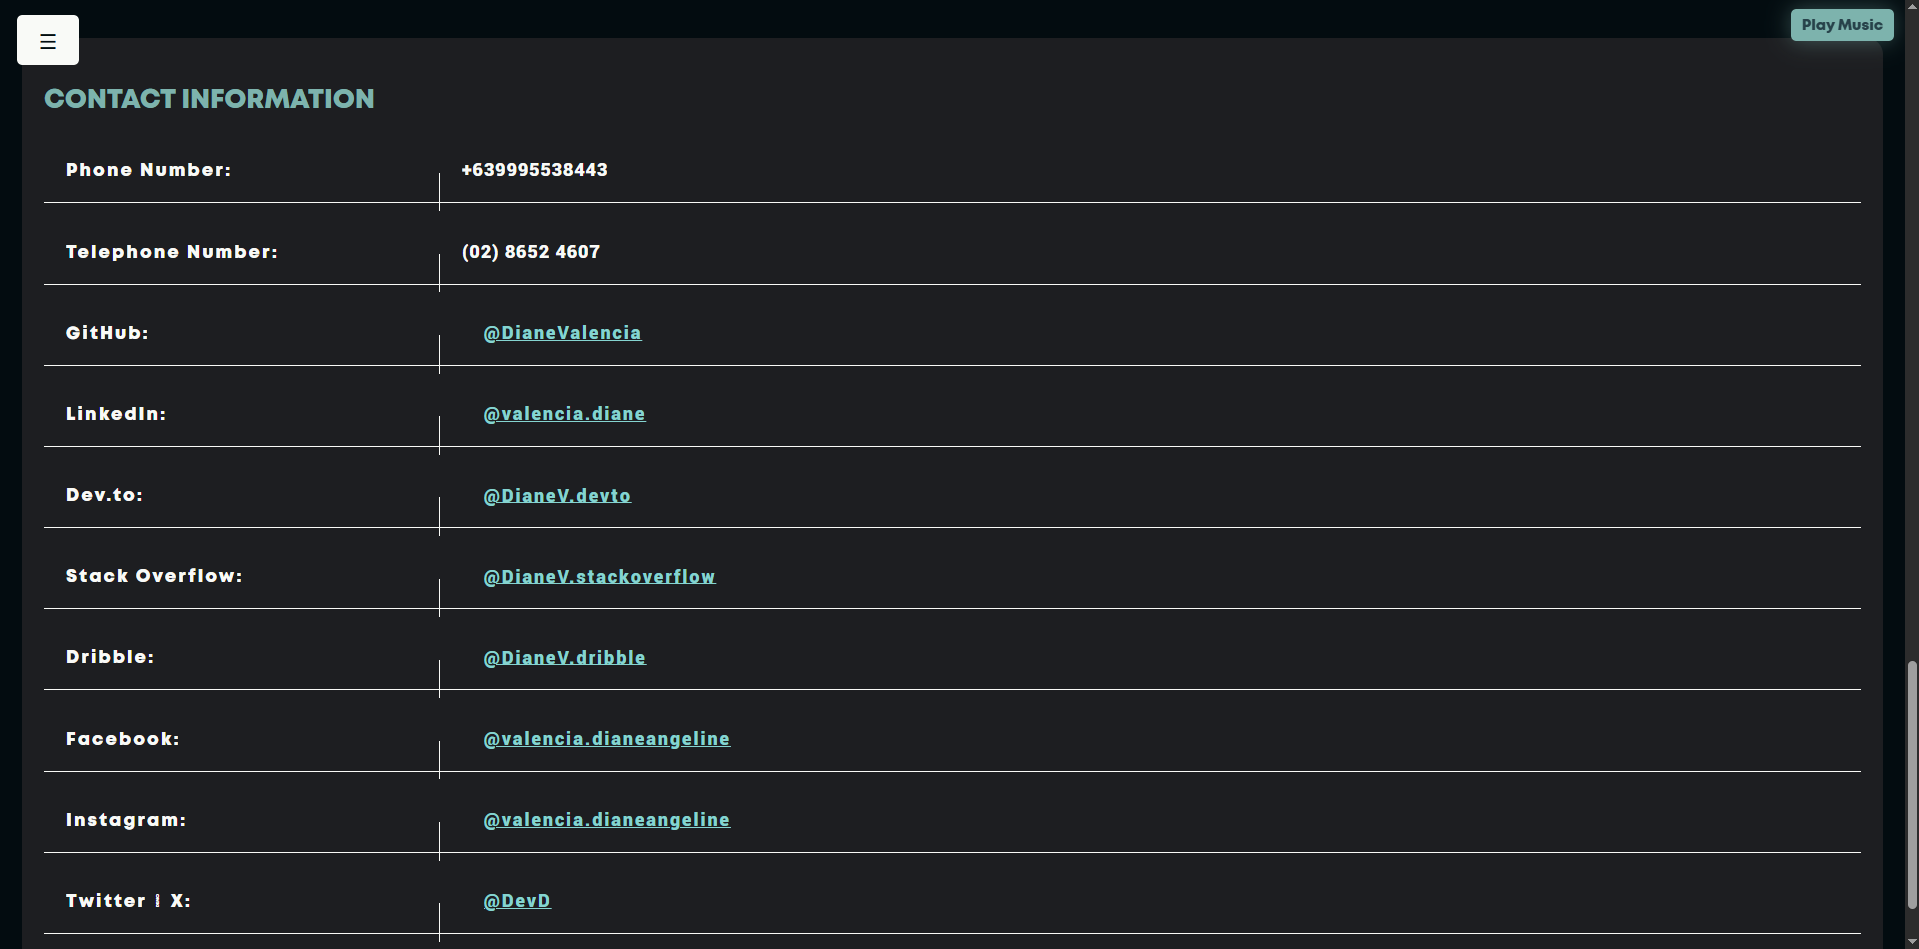 ☰
Play Music
CONTACT INFORMATION
Phone Number: +639995538443
Telephone Number: (02) 8652 4607
GitHub: @DianeValencia
LinkedIn: @valencia.diane
Dev.to: @DianeV.devto
Stack Overflow: @DianeV.stackoverflow
Dribble: @DianeV.dribble
Facebook: @valencia.dianeangeline
Instagram: @valencia.dianeangeline
Twitter | X: @DevD